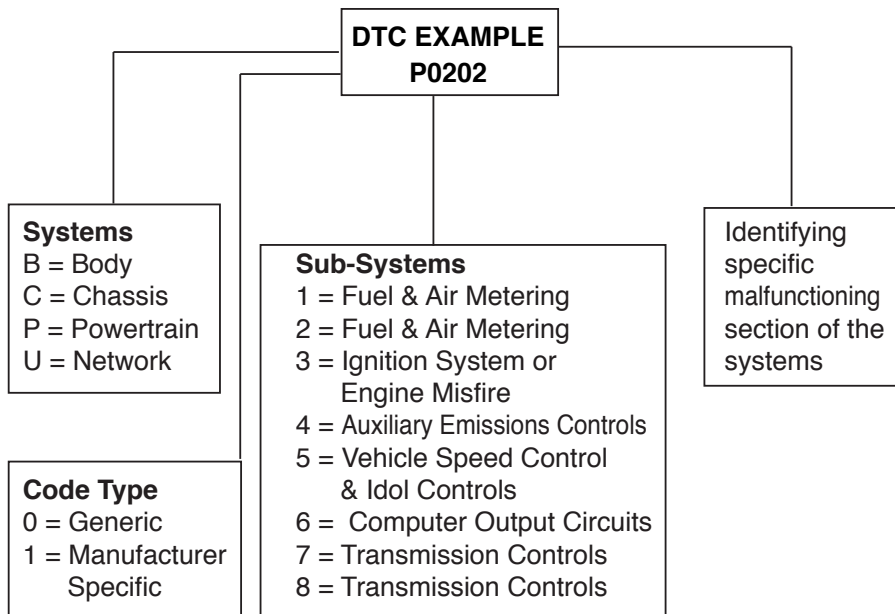 DTC EXAMPLE
P0202
Systems
B = Body
C = Chassis
P = Powertrain
U = Network
Code Type
0 = Generic
1 = Manufacturer
Specific
Sub-Systems
1 = Fuel & Air Metering
2 = Fuel & Air Metering
3 = Ignition System or
Engine Misfire
4 = Auxiliary Emissions Controls
5 = Vehicle Speed Control
& Idol Controls
6 = Computer Output Circuits
7 = Transmission Controls
8 = Transmission Controls
Identifying
specific
malfunctioning
section of the
systems